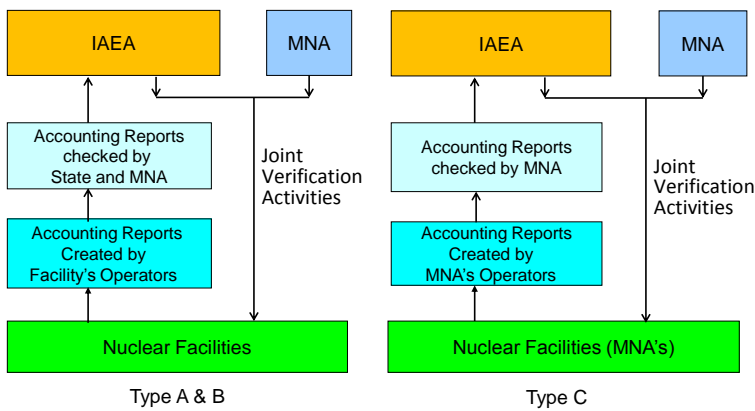 IAEA
MNA
Accounting Reports
checked by
State and MNA
Joint
Verification
Activities
Accounting Reports
Created by
Facility's Operators
Nuclear Facilities
Type A & B
IAEA
MNA
Accounting Reports
checked by MNA
Joint
Verification
Activities
Accounting Reports
Created by
MNA's Operators
Nuclear Facilities (MNA's)
Type C